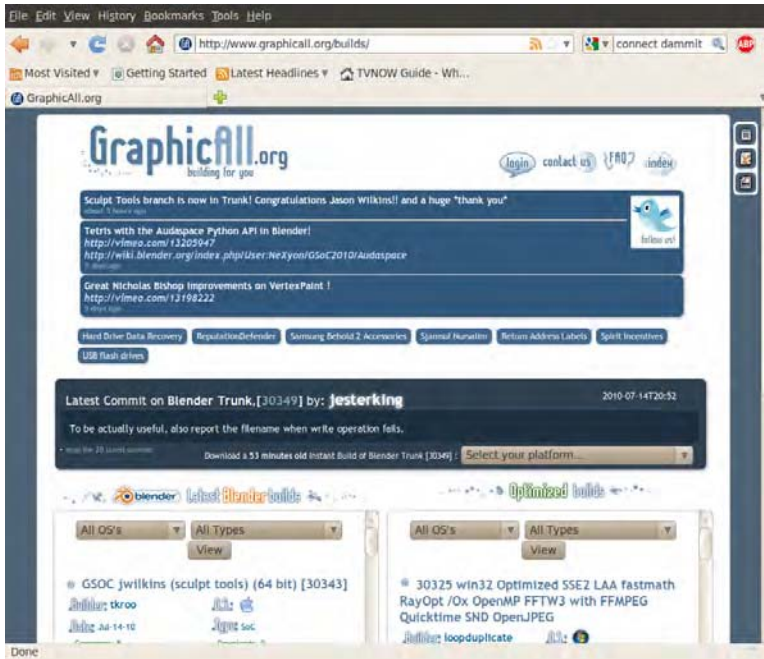 File Edit View History Bookmarks Tools Help
http://www.graphicall.org/builds/
connect dammit
ABP
Most Visited Getting Started Latest Headlines TVNOW Guide - Wh...
GraphicAll.org
GraphicAll.org
building for you
login contact us FAQ? index
Sculpt Tools branch is now in Trunk! Congratulations Jason Wilkins!! and a huge "thank you"
about 5 hours ago
follow us!
Tetris with the Audaspace Python API in Blender!
http://vimeo.com/13205947
http://wiki.blender.org/index.php/User:NeXyon/GSoC2010/Audaspace
Great Nicholas Bishop improvements on VertexPaint !
http://vimeo.com/13198222
Hard Drive Data Recovery ReputationDefender Samsung Behold 2 Accessories Sjamsul Nursalim Return Address Labels Spirit Incentives
USB flash drives
Latest Commit on Blender Trunk,[30349] by: jesterking 2010-07-14T20:52
To be actually useful, also report the filename when write operation fails.
Download a 53 minutes old Instant Build of Blender Trunk [30349] : Select your platform...
blender Latest Blender builds
Optimized builds
All OS's All Types
View
All OS's All Types
View
GSOC jwilkins (sculpt tools) (64 bit) [30343]
Builder: tkroo O.S.:
Date: Jul-14-10 Type: SoC
30325 win32 Optimized SSE2 LAA fastmath
RayOpt /Ox OpenMP FFTW3 with FFMPEG
Quicktime SND OpenJPEG
Builder: loopduplicate O.S.:
Done